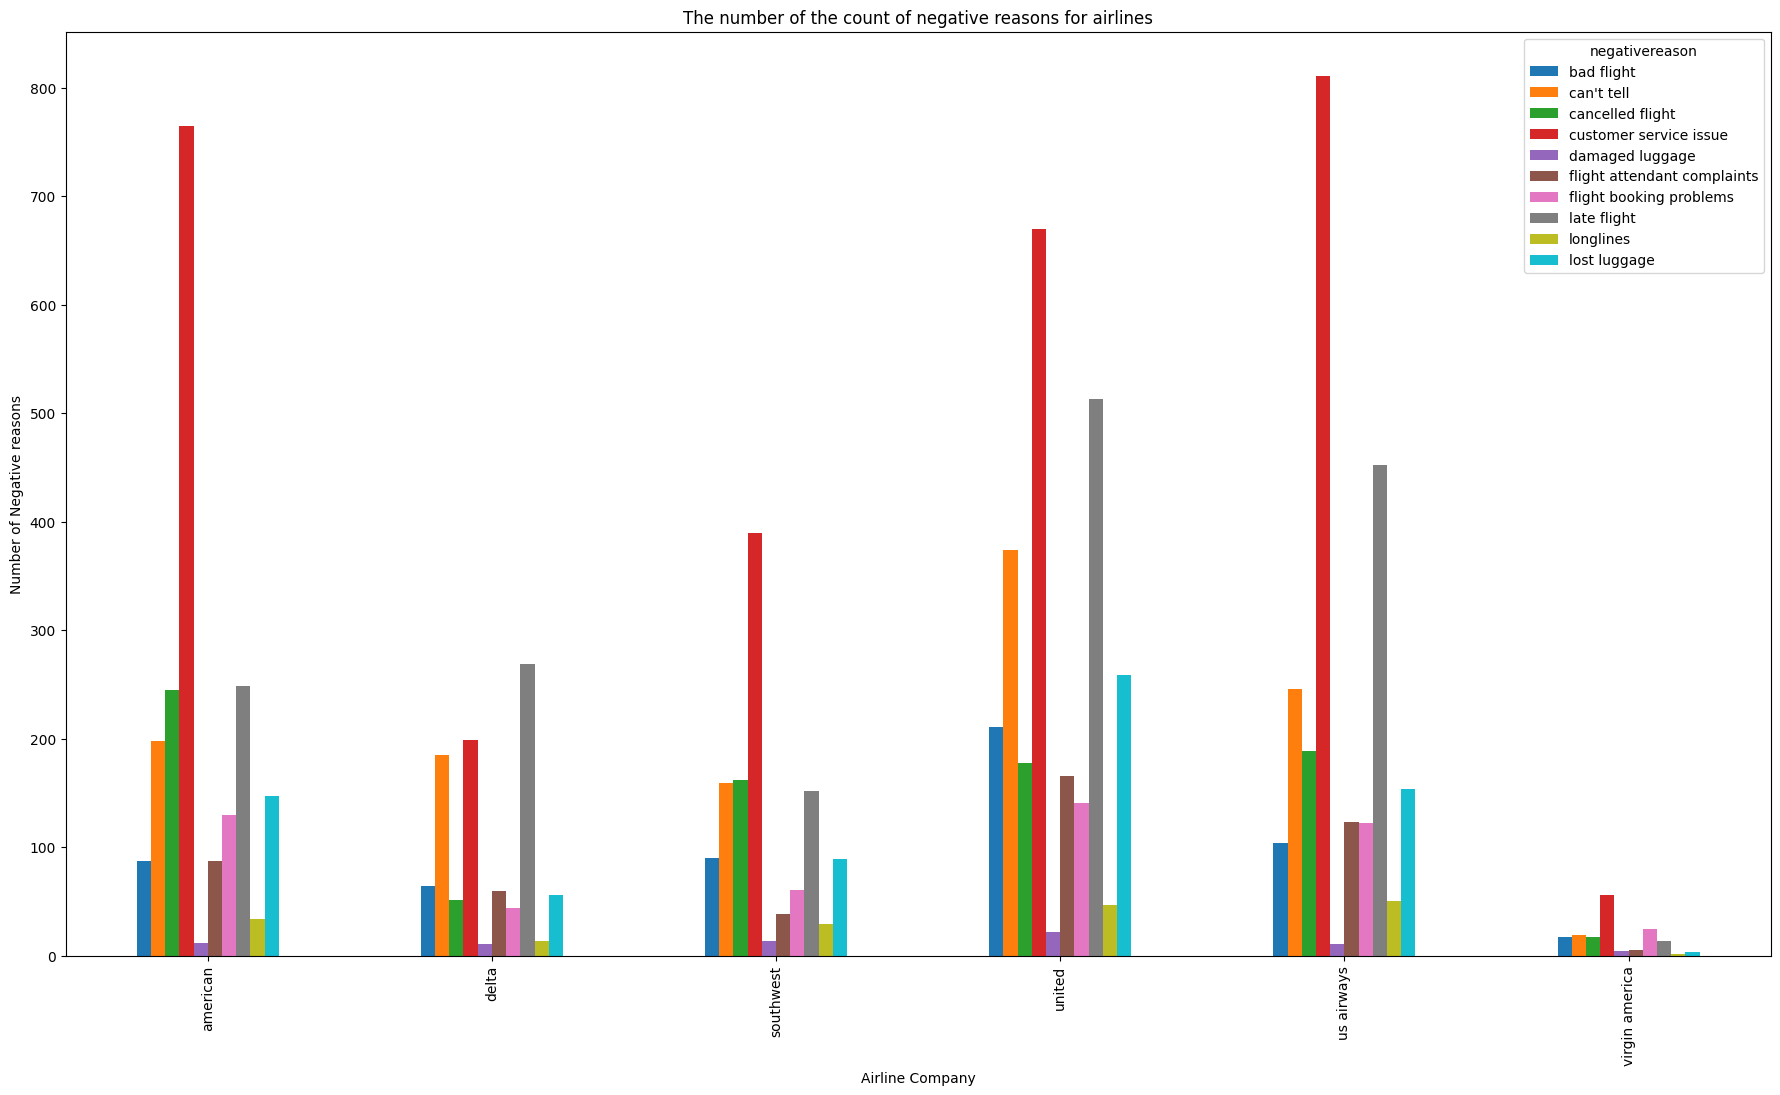 The number of the count of negative reasons for airlines
negativereason
bad flight
can't tell
cancelled flight
customer service issue
damaged luggage
flight attendant complaints
flight booking problems
late flight
longlines
lost luggage
Number of Negative reasons
800
700
600
500
400
300
200
100
0
american
delta
southwest
united
us airways
virgin america
Airline Company